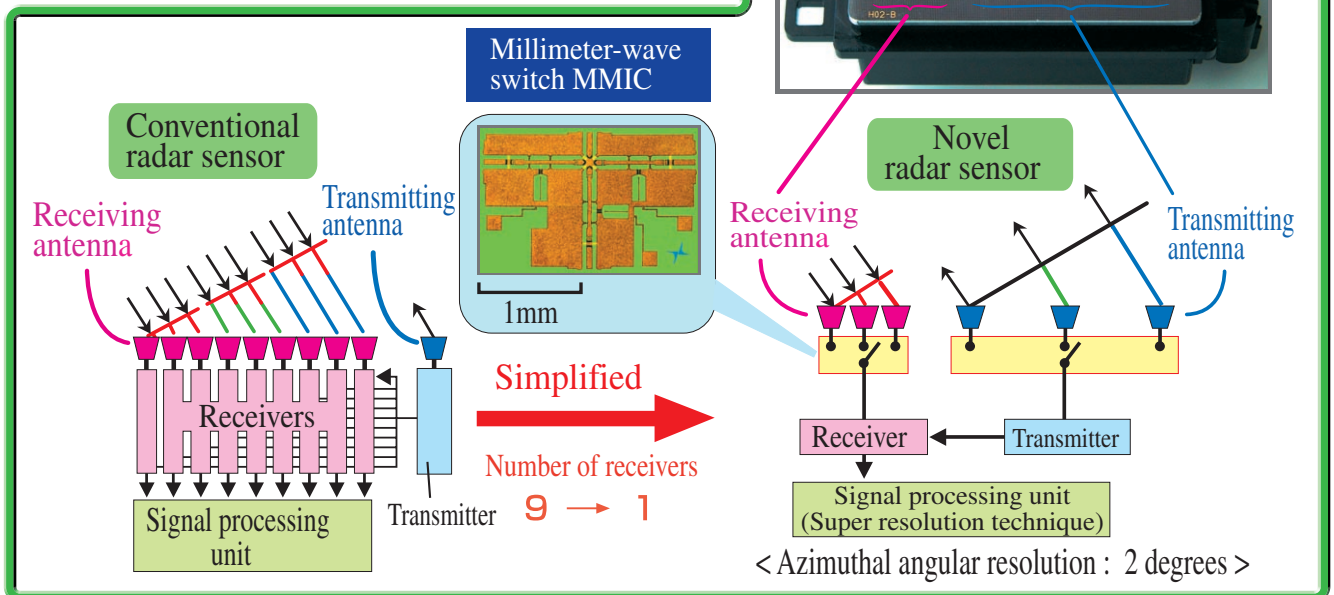 H02-B
Millimeter-wave
switch MMIC
Conventional
radar sensor
Novel
radar sensor
Receiving
antenna
Transmitting
antenna
1mm
Receiving
antenna
Transmitting
antenna
Receivers
Simplified
Number of receivers
9 → 1
Transmitter
Signal processing
unit
Receiver
Transmitter
Signal processing unit
(Super resolution technique)
< Azimuthal angular resolution : 2 degrees >